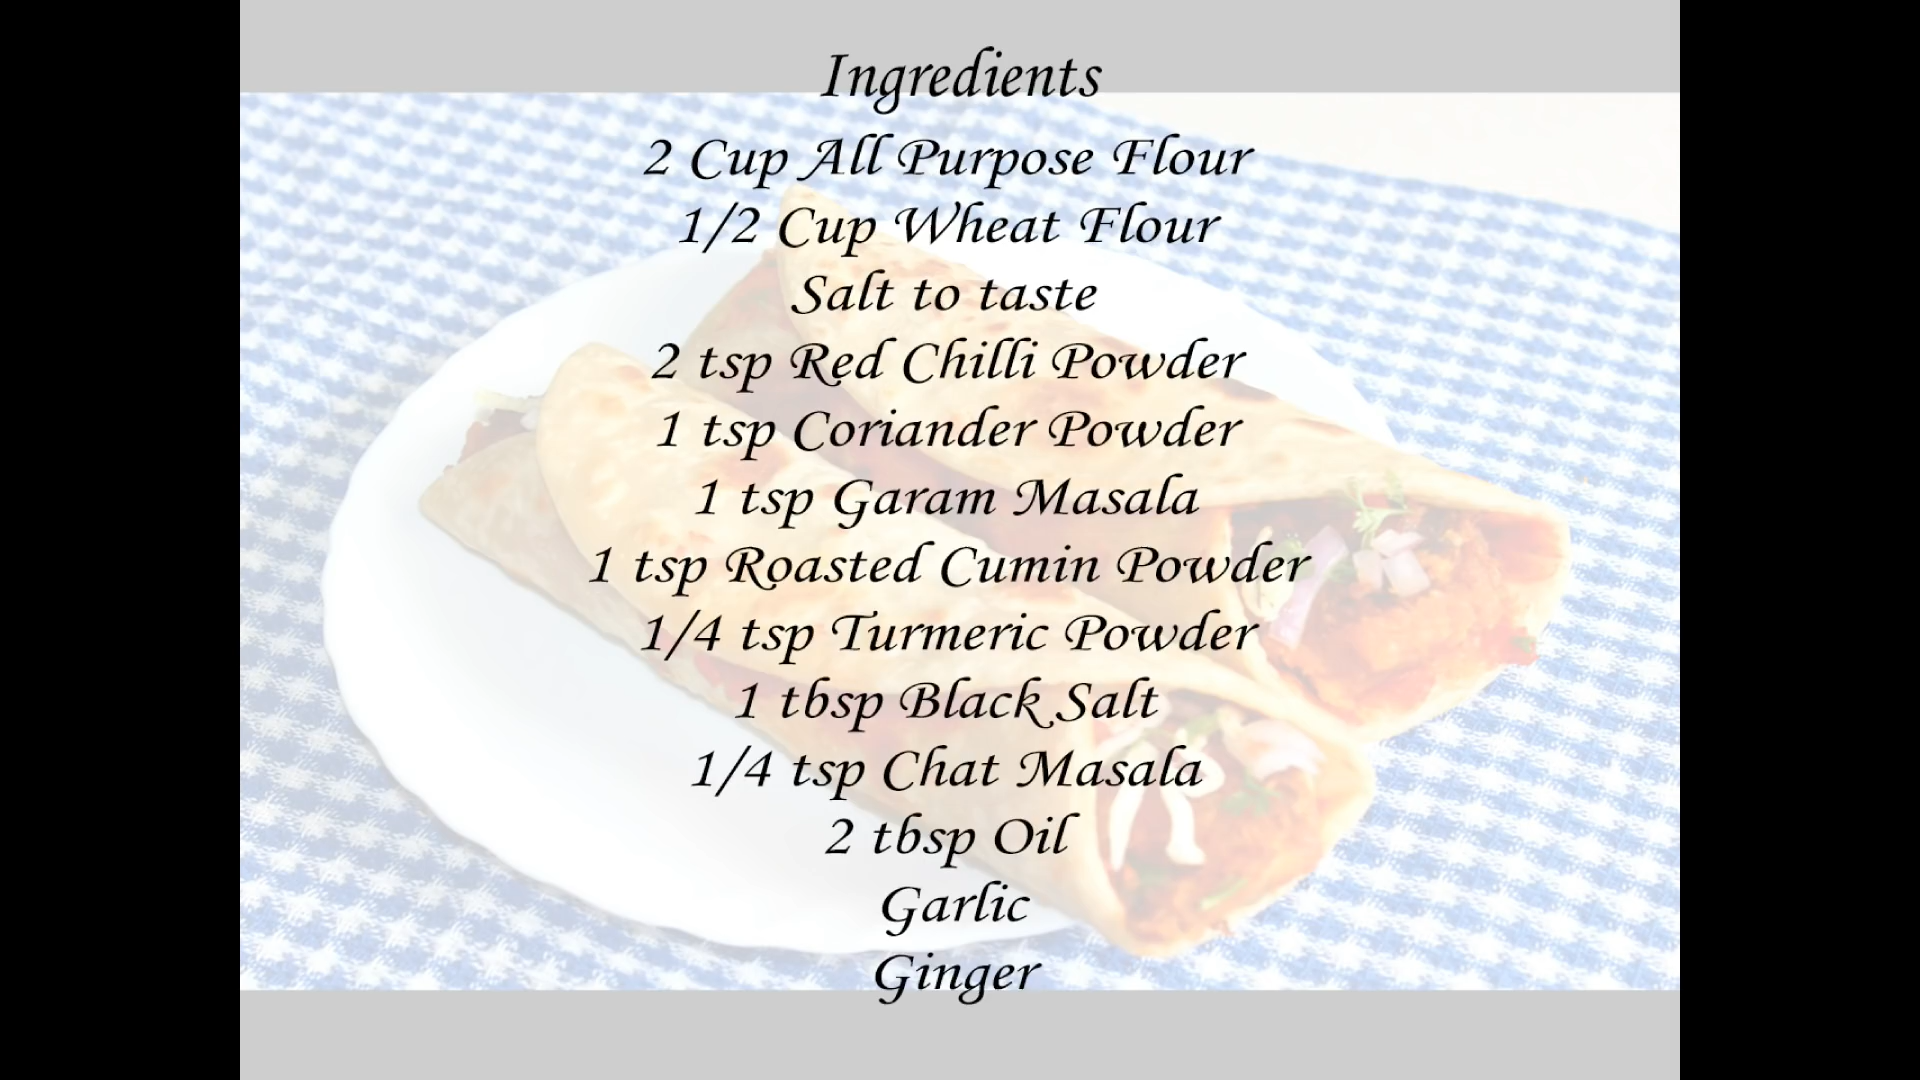 Ingredients
2 Cup All Purpose Flour
1/2 Cup Wheat Flour
Salt to taste
2 tsp Red Chilli Powder
1 tsp Coriander Powder
1 tsp Garam Masala
1 tsp Roasted Cumin Powder
1/4 tsp Turmeric Powder
1 tbsp Black Salt
1/4 tsp Chat Masala
2 tbsp Oil
Garlic
Ginger